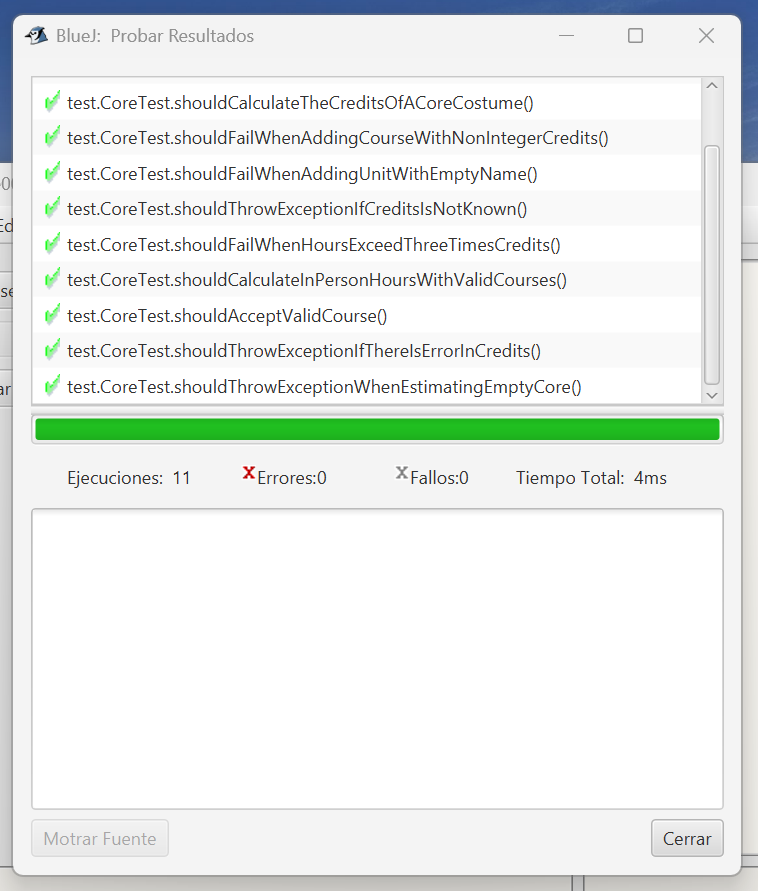 BlueJ: Probar Resultados
test.CoreTest.shouldCalculateTheCreditsOfACoreCostume()
test.CoreTest.shouldFailWhenAddingCourseWithNonIntegerCredits()
test.CoreTest.shouldFailWhenAddingUnitWithEmptyName()
test.CoreTest.shouldThrowExceptionIfCreditsIsNotKnown()
test.CoreTest.shouldFailWhenHoursExceedThreeTimesCredits()
test.CoreTest.shouldCalculateInPersonHoursWithValidCourses()
test.CoreTest.shouldAcceptValidCourse()
test.CoreTest.shouldThrowExceptionIfThereIsErrorInCredits()
test.CoreTest.shouldThrowExceptionWhenEstimatingEmptyCore()
Ejecuciones: 11 XErrores:0 XFallos:0 Tiempo Total: 4ms
Motrar Fuente Cerrar